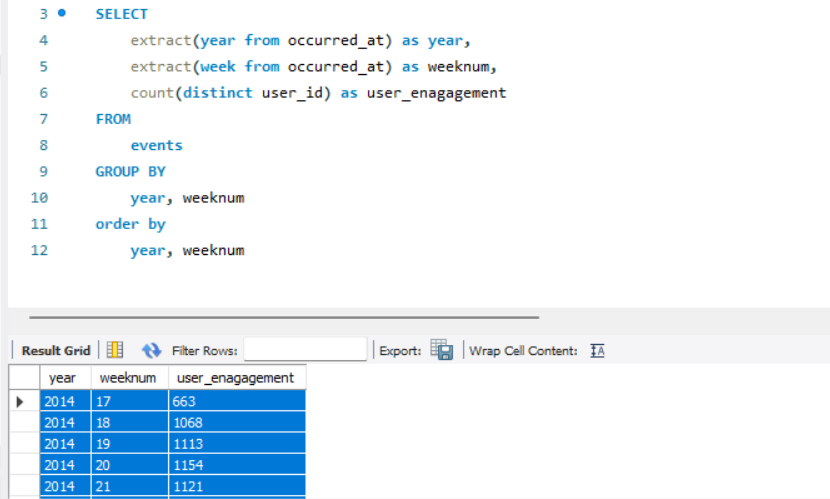 3 SELECT
4 extract(year from occurred_at) as year,
5 extract(week from occurred_at) as weeknum,
6 count(distinct user_id) as user_enagagement
7 FROM
8 events
9 GROUP BY
10 year, weeknum
11 order by
12 year, weeknum
Result Grid Filter Rows: Export: Wrap Cell Content: IA
year weeknum user_enagagement
2014 17 663
2014 18 1068
2014 19 1113
2014 20 1154
2014 21 1121